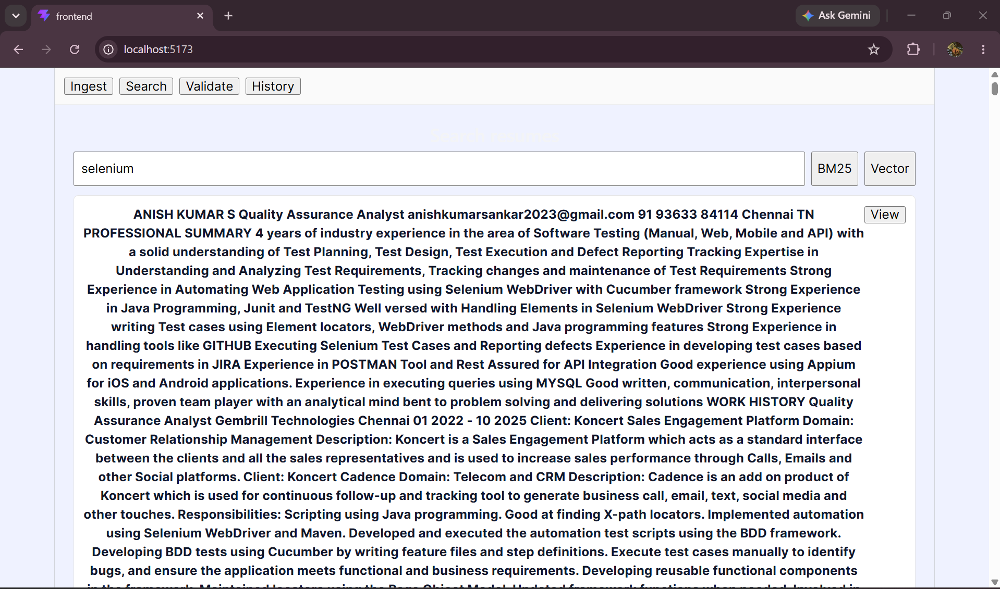 frontend
Ask Gemini
localhost:5173
Ingest Search Validate History
Search resumes
selenium
BM25 Vector
ANISH KUMAR S Quality Assurance Analyst anishkumarsankar2023@gmail.com 91 93633 84114 Chennai TN
View
PROFESSIONAL SUMMARY 4 years of industry experience in the area of Software Testing (Manual, Web, Mobile and API) with
a solid understanding of Test Planning, Test Design, Test Execution and Defect Reporting Tracking Expertise in
Understanding and Analyzing Test Requirements, Tracking changes and maintenance of Test Requirements Strong
Experience in Automating Web Application Testing using Selenium WebDriver with Cucumber framework Strong Experience
in Java Programming, Junit and TestNG Well versed with Handling Elements in Selenium WebDriver Strong Experience
writing Test cases using Element locators, WebDriver methods and Java programming features Strong Experience in
handling tools like GITHUB Executing Selenium Test Cases and Reporting defects Experience in developing test cases based
on requirements in JIRA Experience in POSTMAN Tool and Rest Assured for API Integration Good experience using Appium
for iOS and Android applications. Experience in executing queries using MYSQL Good written, communication, interpersonal
skills, proven team player with an analytical mind bent to problem solving and delivering solutions WORK HISTORY Quality
Assurance Analyst Gembrill Technologies Chennai 01 2022 - 10 2025 Client: Koncert Sales Engagement Platform Domain:
Customer Relationship Management Description: Koncert is a Sales Engagement Platform which acts as a standard interface
between the clients and all the sales representatives and is used to increase sales performance through Calls, Emails and
other Social platforms. Client: Koncert Cadence Domain: Telecom and CRM Description: Cadence is an add on product of
Koncert which is used for continuous follow-up and tracking tool to generate business call, email, text, social media and
other touches. Responsibilities: Scripting using Java programming. Good at finding X-path locators. Implemented automation
using Selenium WebDriver and Maven. Developed and executed the automation test scripts using the BDD framework.
Developing BDD tests using Cucumber by writing feature files and step definitions. Execute test cases manually to identify
bugs, and ensure the application meets functional and business requirements. Developing reusable functional components
in the framework. Maintained locators using the Page Object Model. Updated framework functions when needed. Involved in